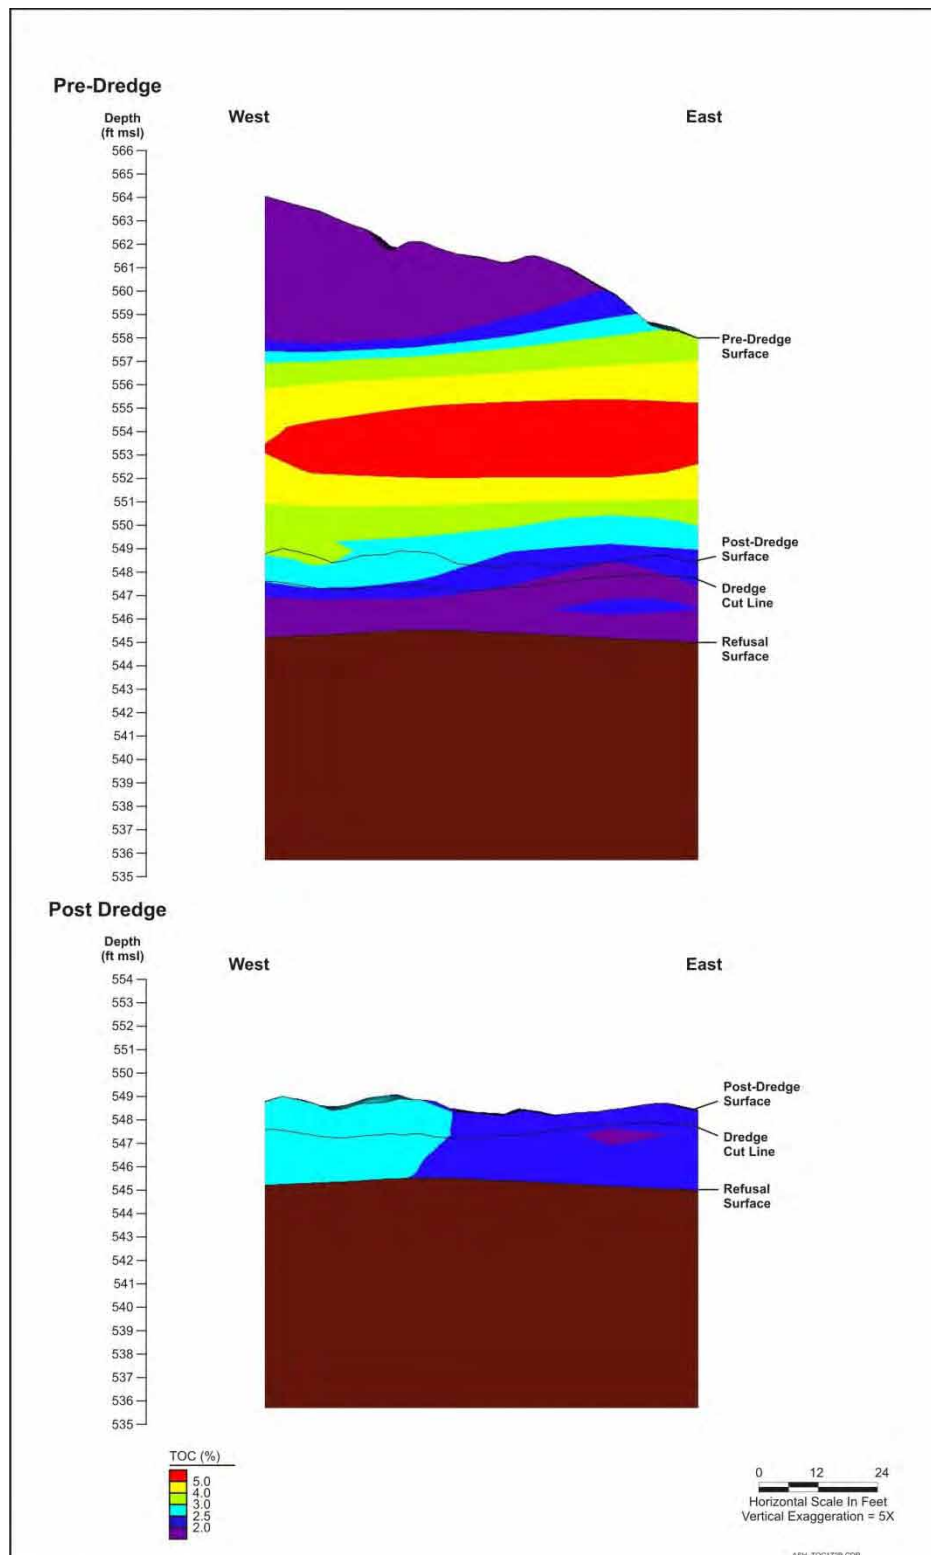 Pre-Dredge
Depth
(ft msl)
West
East
566
565
564
563
562
561
560
559
558
557
556
555
554
553
552
551
550
549
548
547
546
545
544
543
542
541
540
539
538
537
536
535
Pre-Dredge
Surface
Post-Dredge
Surface
Dredge
Cut Line
Refusal
Surface
Post Dredge
Depth
(ft msl)
West
East
554
553
552
551
550
549
548
547
546
545
544
543
542
541
540
539
538
537
536
535
Post-Dredge
Surface
Dredge
Cut Line
Refusal
Surface
TOC (%)
5.0
4.0
3.0
2.5
2.0
0 12 24
Horizontal Scale In Feet
Vertical Exaggeration = 5X